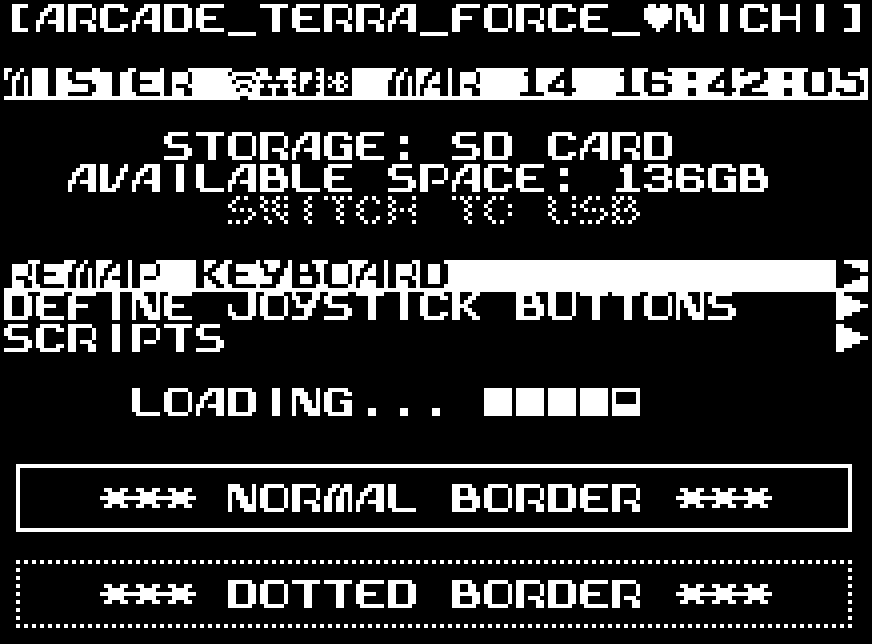 [ARCADE_TERRA_FORCE_♥NICHI]
MISTER MAR 14 16:42:05
STORAGE: SD CARD
AVAILABLE SPACE: 136GB
SWITCH TO USB
REMAP KEYBOARD ►
DEFINE JOYSTICK BUTTONS ►
SCRIPTS ►
LOADING...
*** NORMAL BORDER ***
*** DOTTED BORDER ***